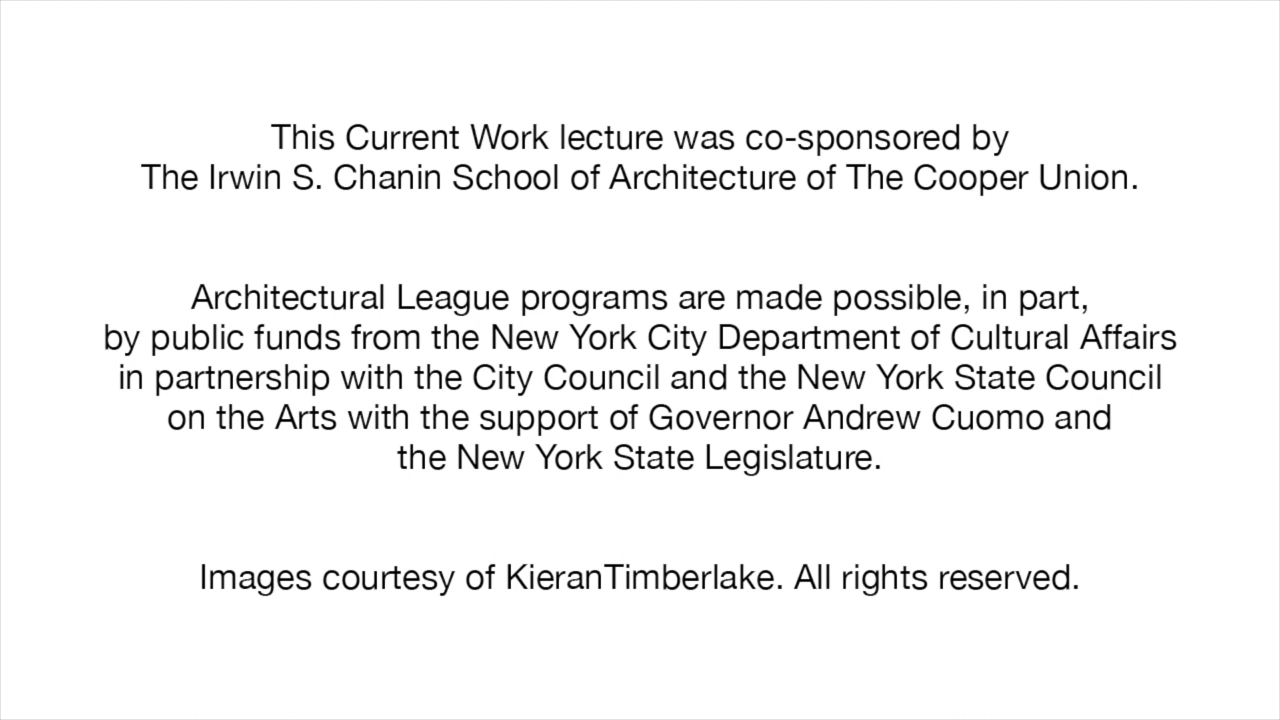 This Current Work lecture was co-sponsored by
The Irwin S. Chanin School of Architecture of The Cooper Union.
Architectural League programs are made possible, in part,
by public funds from the New York City Department of Cultural Affairs
in partnership with the City Council and the New York State Council
on the Arts with the support of Governor Andrew Cuomo and
the New York State Legislature.
Images courtesy of KieranTimberlake. All rights reserved.